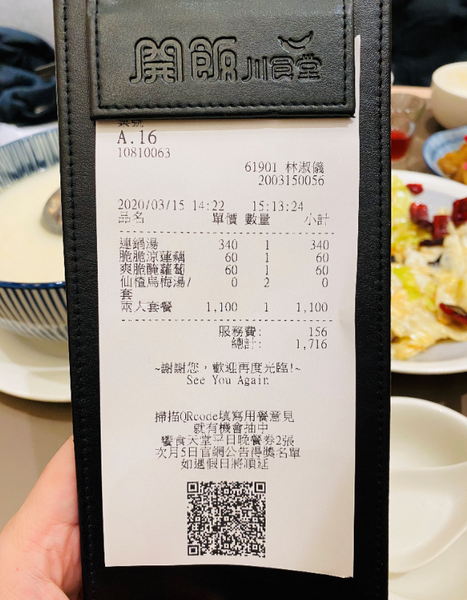 開飯川食堂
桌號
A.16
10810063
61901 林淑儀
2003150056
2020/03/15 14:22 15:13:24
品名 單價 數量 小計
連鍋湯 340 1 340
脆脆涼蓮藕 60 1 60
爽脆醃蘿蔔 60 1 60
仙楂烏梅湯/ 0 2 0
套
兩人套餐 1,100 1 1,100
服務費: 156
總計: 1,716
~謝謝您,歡迎再度光臨!~
See You Again
掃描QRcode填寫用餐意見
就有機會抽中
饗食天堂平日晚餐券2張
次月5日官網公告得獎名單
如遇假日將順延